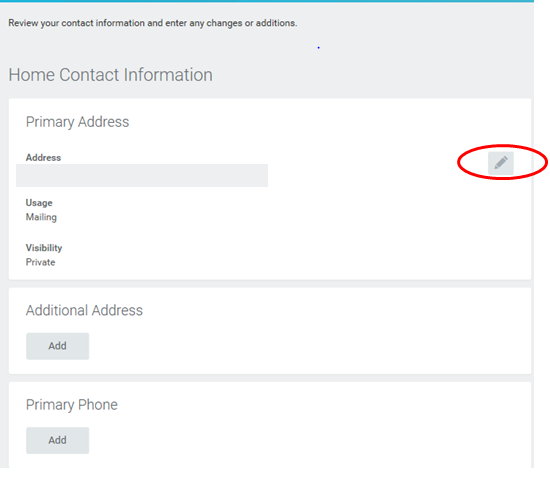 Review your contact information and enter any changes or additions.
Home Contact Information
Primary Address
Address
Usage
Mailing
Visibility
Private
Additional Address
Add
Primary Phone
Add